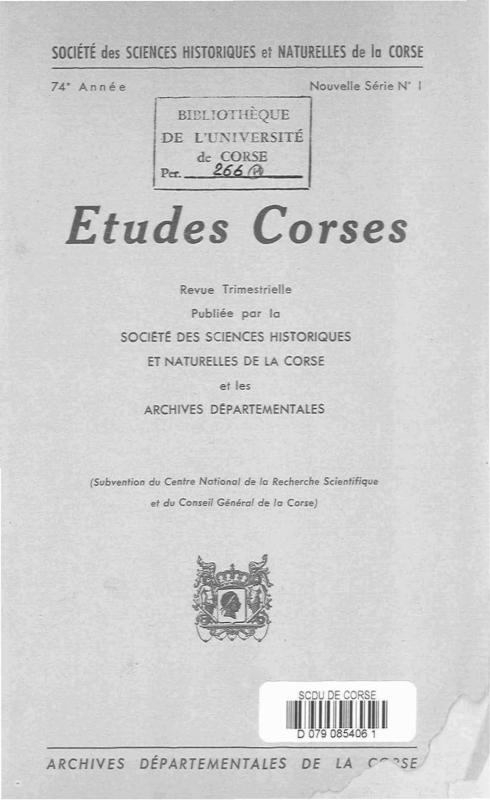 SOCIÉTÉ des SCIENCES HISTORIQUES et NATURELLES de la CORSE
74e Année Nouvelle Série N° 1
BIBLIOTHÈQUE
DE L'UNIVERSITÉ
de CORSE
Per. 266
Etudes Corses
Revue Trimestrielle
Publiée par la
SOCIÉTÉ DES SCIENCES HISTORIQUES
ET NATURELLES DE LA CORSE
et les
ARCHIVES DÉPARTEMENTALES
(Subvention du Centre National de la Recherche Scientifique
et du Conseil Général de la Corse)
SCDU DE CORSE
D 079 085406 1
ARCHIVES DÉPARTEMENTALES DE LA CORSE